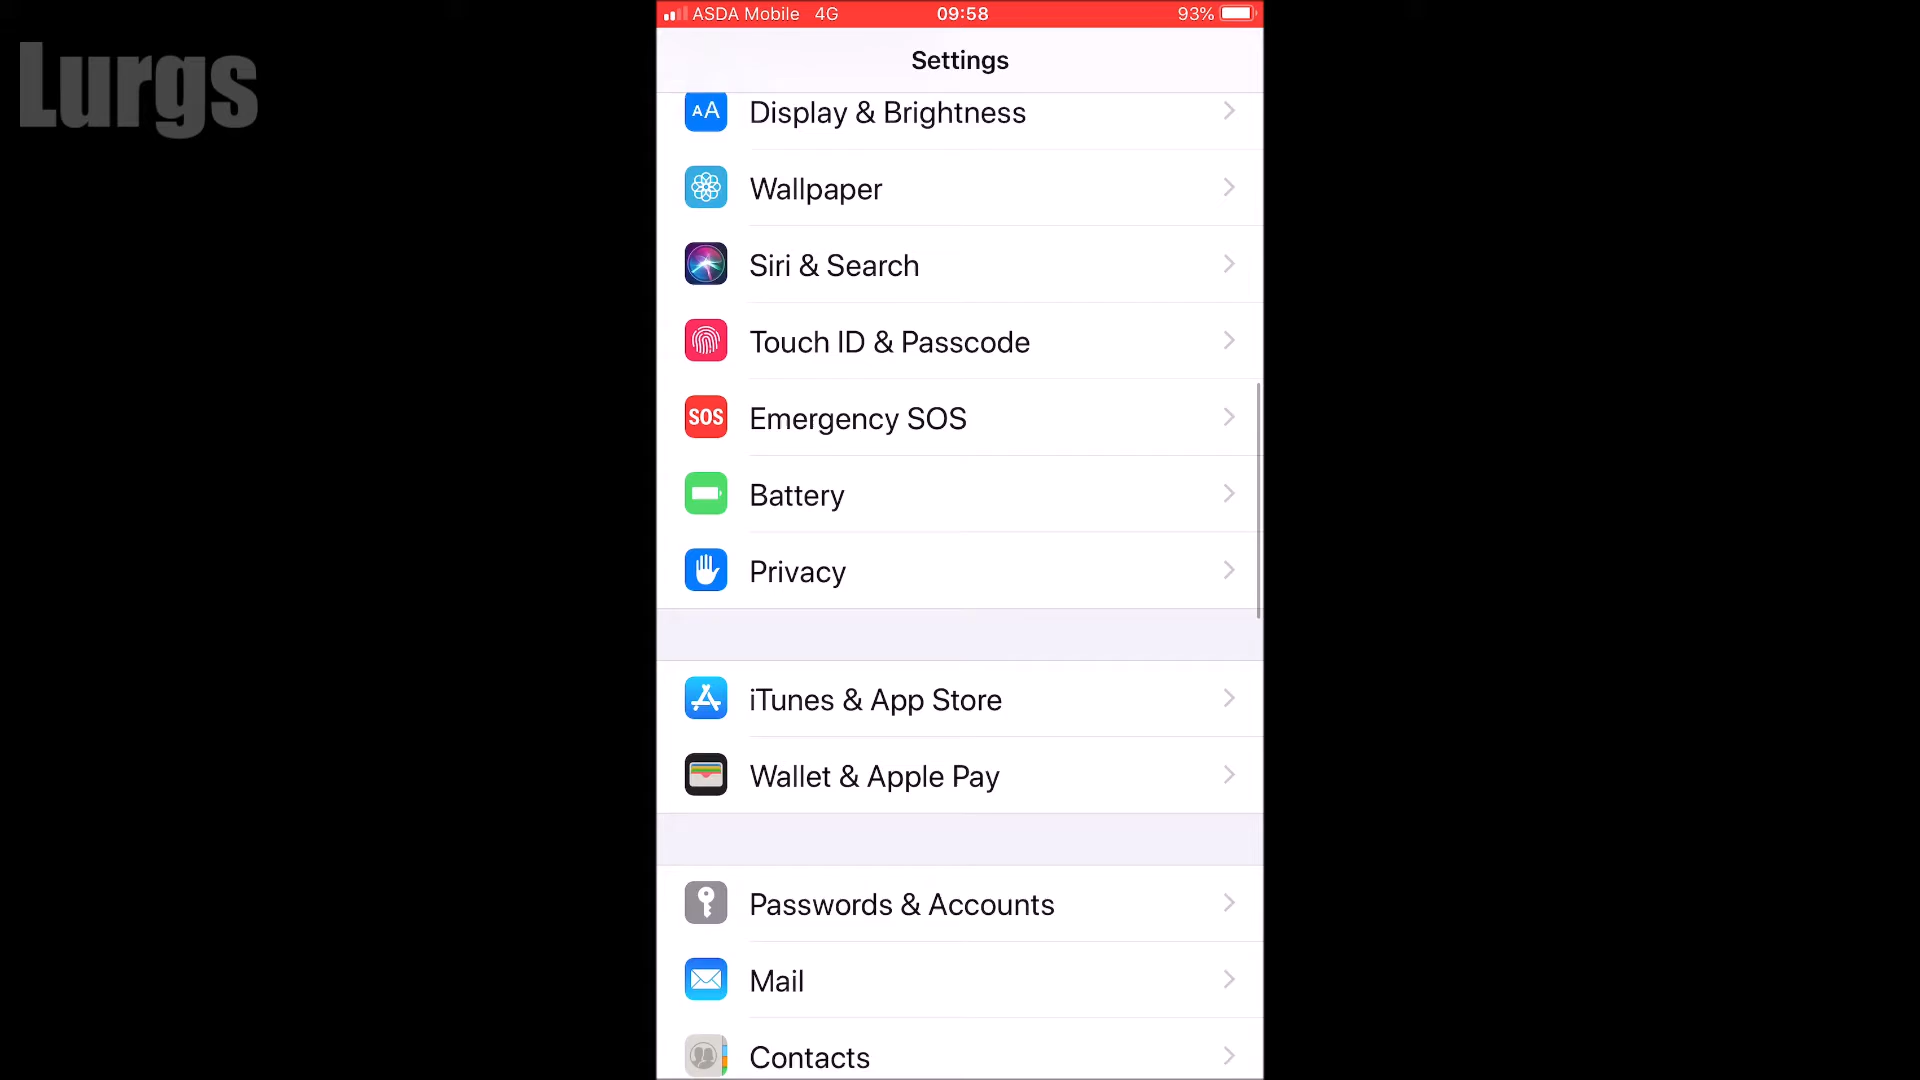 Lurgs
ASDA Mobile 4G 09:58 93%
Settings
AA Display & Brightness
Wallpaper
Siri & Search
Touch ID & Passcode
SOS Emergency SOS
Battery
Privacy
iTunes & App Store
Wallet & Apple Pay
Passwords & Accounts
Mail
Contacts